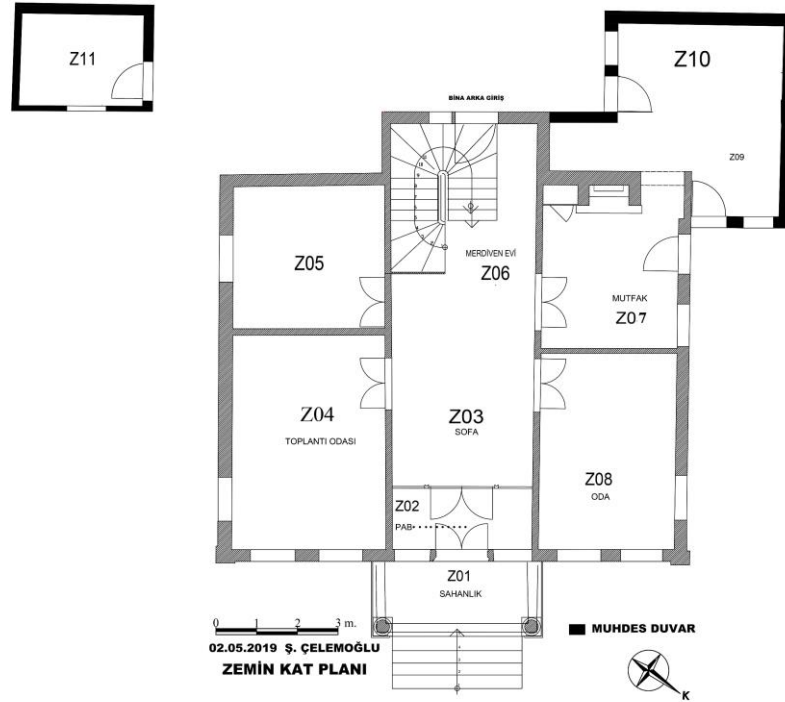 Z11
Z10
BİNA ARKA GİRİŞ
Z09
Z05
MERDİVEN EVİ
Z06
MUTFAK
Z07
Z04
TOPLANTI ODASI
Z03
SOFA
Z08
ODA
Z02
PAB
Z01
SAHANLIK
0 1 2 3 m.
MUHDES DUVAR
02.05.2019 Ş. ÇELEMOĞLU
ZEMİN KAT PLANI
K